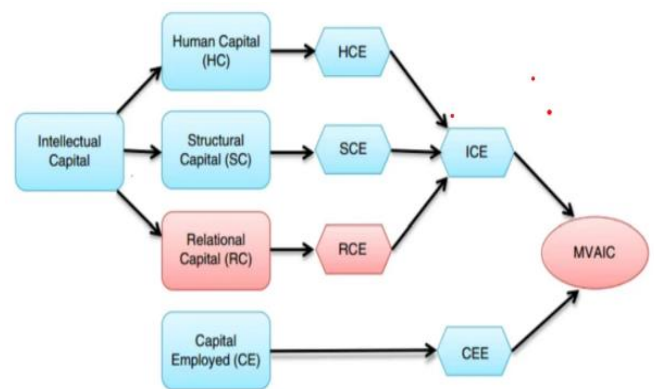 Human Capital
(HC)
HCE
Intellectual
Capital
Structural
Capital (SC)
SCE
ICE
Relational
Capital (RC)
RCE
MVAIC
Capital
Employed (CE)
CEE